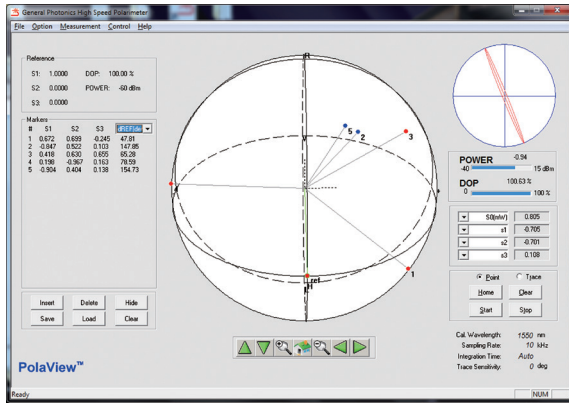 General Photonics High Speed Polarimeter
File Option Measurement Control Help
Reference
S1: 1.0000 DOP: 100.00 %
S2: 0.0000 POWER: -60 dBm
S3: 0.0000
Markers
# S1 S2 S3 dREF(de
1 0.672 0.699 -0.245 47.81
2 -0.847 0.522 0.103 147.85
3 0.418 0.630 0.655 65.28
4 0.198 -0.967 0.163 78.59
5 -0.904 0.404 0.138 154.73
Insert Delete Hide
Save Load Clear
PolaView™
R
V
5
2
3
4
1
ref
H
L
POWER -0.94
-40 15 dBm
DOP 100.63 %
0 100 %
S0(mW) 0.805
s1 -0.705
s2 -0.701
s3 0.108
Point Trace
Home Clear
Start Stop
Cal. Wavelength: 1550 nm
Sampling Rate: 10 kHz
Integration Time: Auto
Trace Sensitivity: 0 deg
Ready NUM